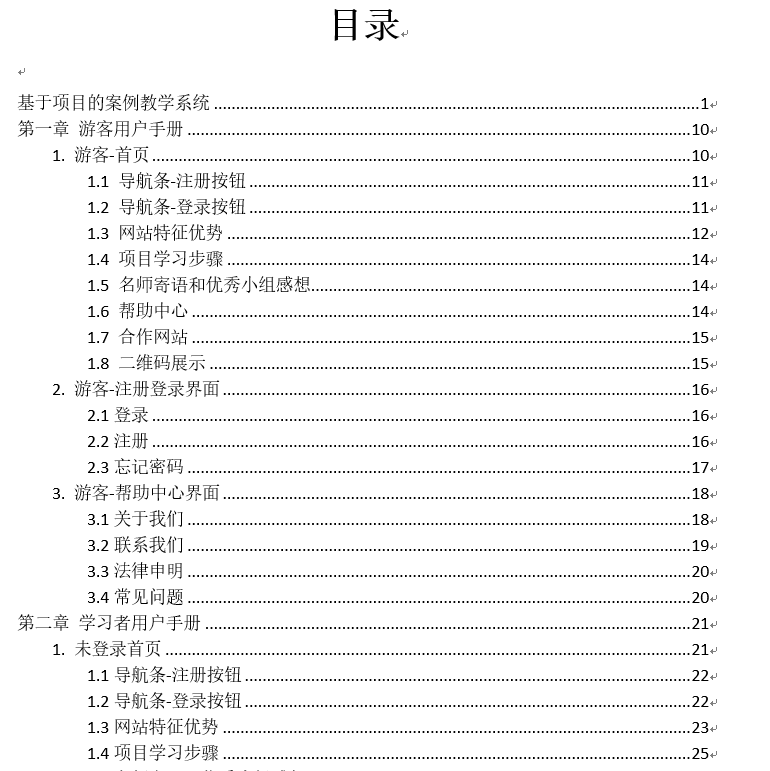 目录
基于项目的案例教学系统 1
第一章 游客用户手册 10
1. 游客-首页 10
1.1 导航条-注册按钮 11
1.2 导航条-登录按钮 11
1.3 网站特征优势 12
1.4 项目学习步骤 14
1.5 名师寄语和优秀小组感想 14
1.6 帮助中心 14
1.7 合作网站 15
1.8 二维码展示 15
2. 游客-注册登录界面 16
2.1 登录 16
2.2 注册 16
2.3 忘记密码 17
3. 游客-帮助中心界面 18
3.1 关于我们 18
3.2 联系我们 19
3.3 法律申明 20
3.4 常见问题 20
第二章 学习者用户手册 21
1. 未登录首页 21
1.1 导航条-注册按钮 22
1.2 导航条-登录按钮 22
1.3 网站特征优势 23
1.4 项目学习步骤 25